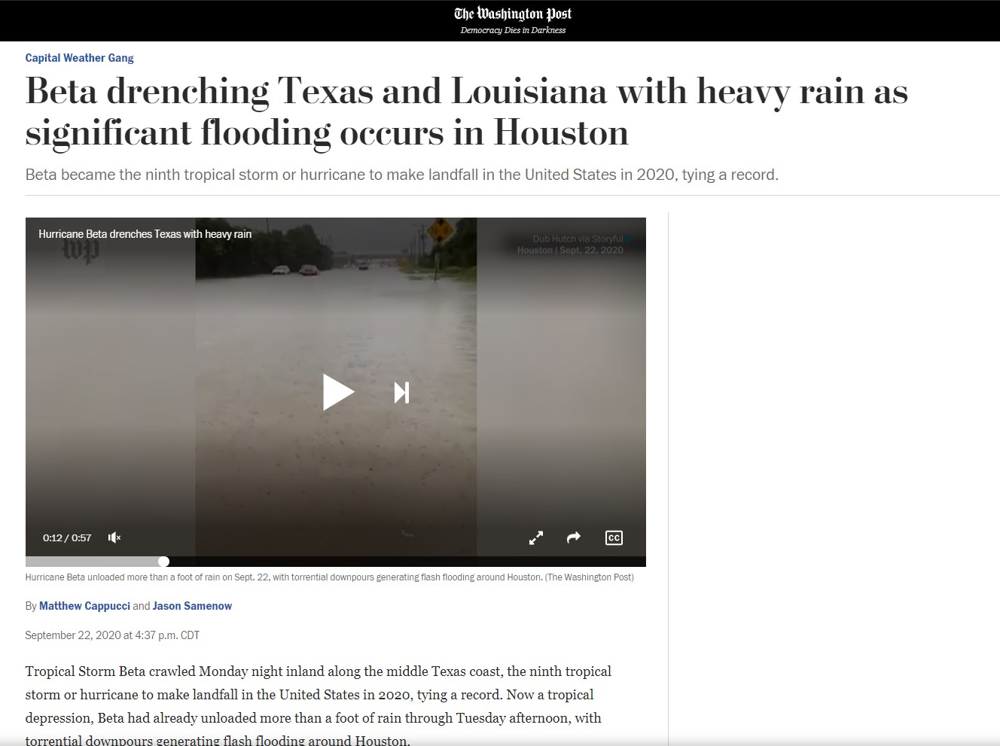 The Washington Post
Democracy Dies in Darkness
Capital Weather Gang
Beta drenching Texas and Louisiana with heavy rain as
significant flooding occurs in Houston
Beta became the ninth tropical storm or hurricane to make landfall in the United States in 2020, tying a record.
Hurricane Beta drenches Texas with heavy rain
wp
Dub Hutch via Storyful
Houston | Sept. 22, 2020
0:12 / 0:57
CC
Hurricane Beta unloaded more than a foot of rain on Sept. 22, with torrential downpours generating flash flooding around Houston. (The Washington Post)
By Matthew Cappucci and Jason Samenow
September 22, 2020 at 4:37 p.m. CDT
Tropical Storm Beta crawled Monday night inland along the middle Texas coast, the ninth tropical
storm or hurricane to make landfall in the United States in 2020, tying a record. Now a tropical
depression, Beta had already unloaded more than a foot of rain through Tuesday afternoon, with
torrential downpours generating flash flooding around Houston.